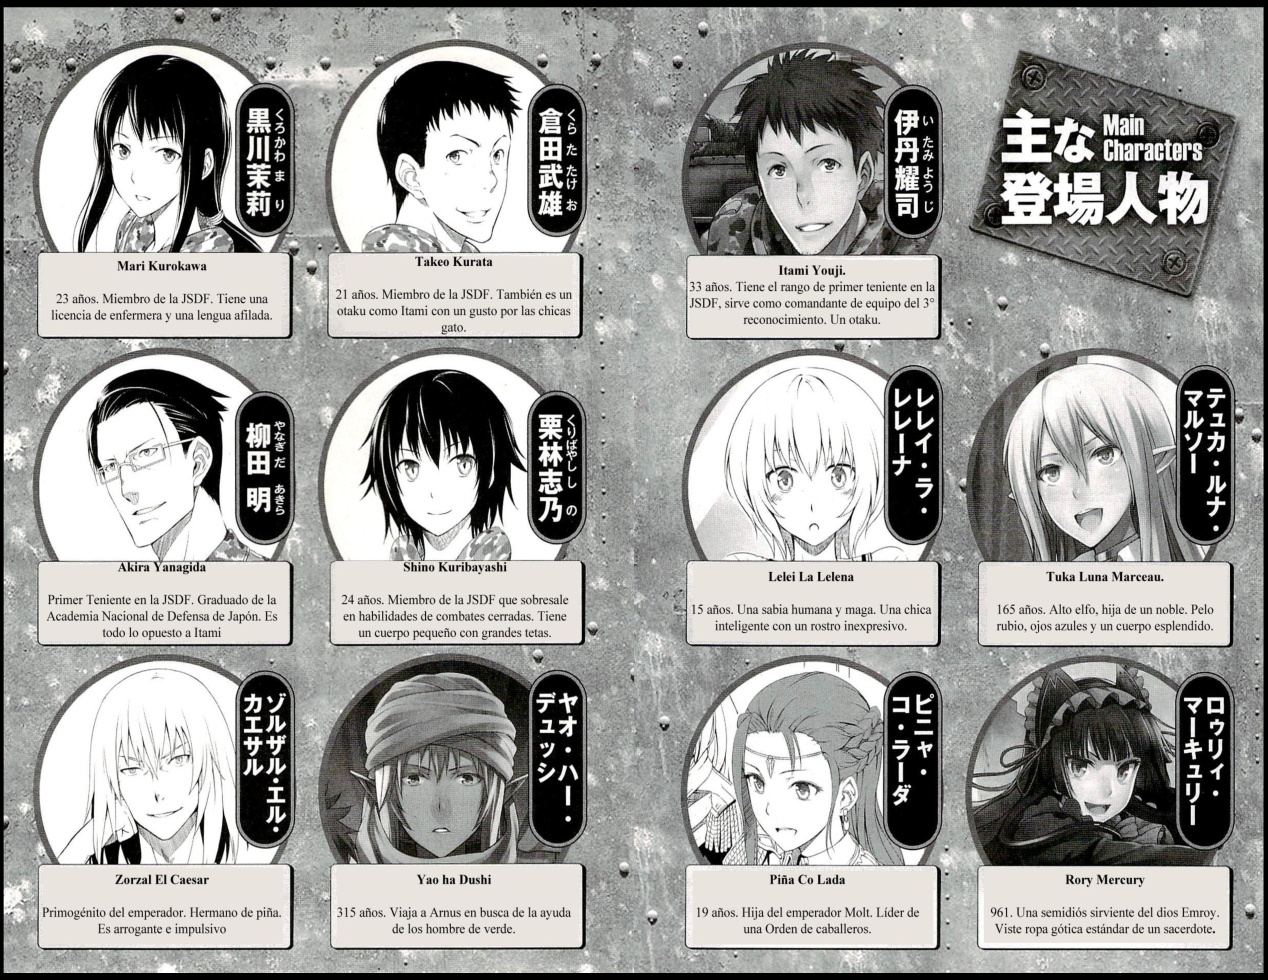 主な
Main
Characters
登場人物
伊丹耀司
いたみ ようじ
Itami Youji.
33 años. Tiene el rango de primer teniente en la
JSDF, sirve como comandante de equipo del 3°
reconocimiento. Un otaku.
倉田武雄
くら た たけ お
Takeo Kurata
21 años. Miembro de la JSDF. También es un
otaku como Itami con un gusto por las chicas
gato.
黒川茉莉
くろかわ ま り
Mari Kurokawa
23 años. Miembro de la JSDF. Tiene una
licencia de enfermera y una lengua afilada.
テュカ・ルナ・
マルソー
Tuka Luna Marceau.
165 años. Alto elfo, hija de un noble. Pelo
rubio, ojos azules y un cuerpo esplendido.
レレイ・ラ・
レレーナ
Lelei La Lelena
15 años. Una sabia humana y maga. Una chica
inteligente con un rostro inexpresivo.
栗林志乃
くりばやし し の
Shino Kuribayashi
24 años. Miembro de la JSDF que sobresale
en habilidades de combates cerradas. Tiene
un cuerpo pequeño con grandes tetas.
柳田 明
やなぎ だ あきら
Akira Yanagida
Primer Teniente en la JSDF. Graduado de la
Academia Nacional de Defensa de Japón. Es
todo lo opuesto a Itami
ロゥリィ・
マーキュリー
Rory Mercury
961. Una semidiós sirviente del dios Emroy.
Viste ropa gótica estándar de un sacerdote.
ピニャ・
コ・ラーダ
Piña Co Lada
19 años. Hija del emperador Molt. Líder de
una Orden de caballeros.
ヤオ・ハー・
デュッシ
Yao ha Dushi
315 años. Viaja a Arnus en busca de la ayuda
de los hombre de verde.
ゾルザル・エル・
カエサル
Zorzal El Caesar
Primogénito del emperador. Hermano de piña.
Es arrogante e impulsivo